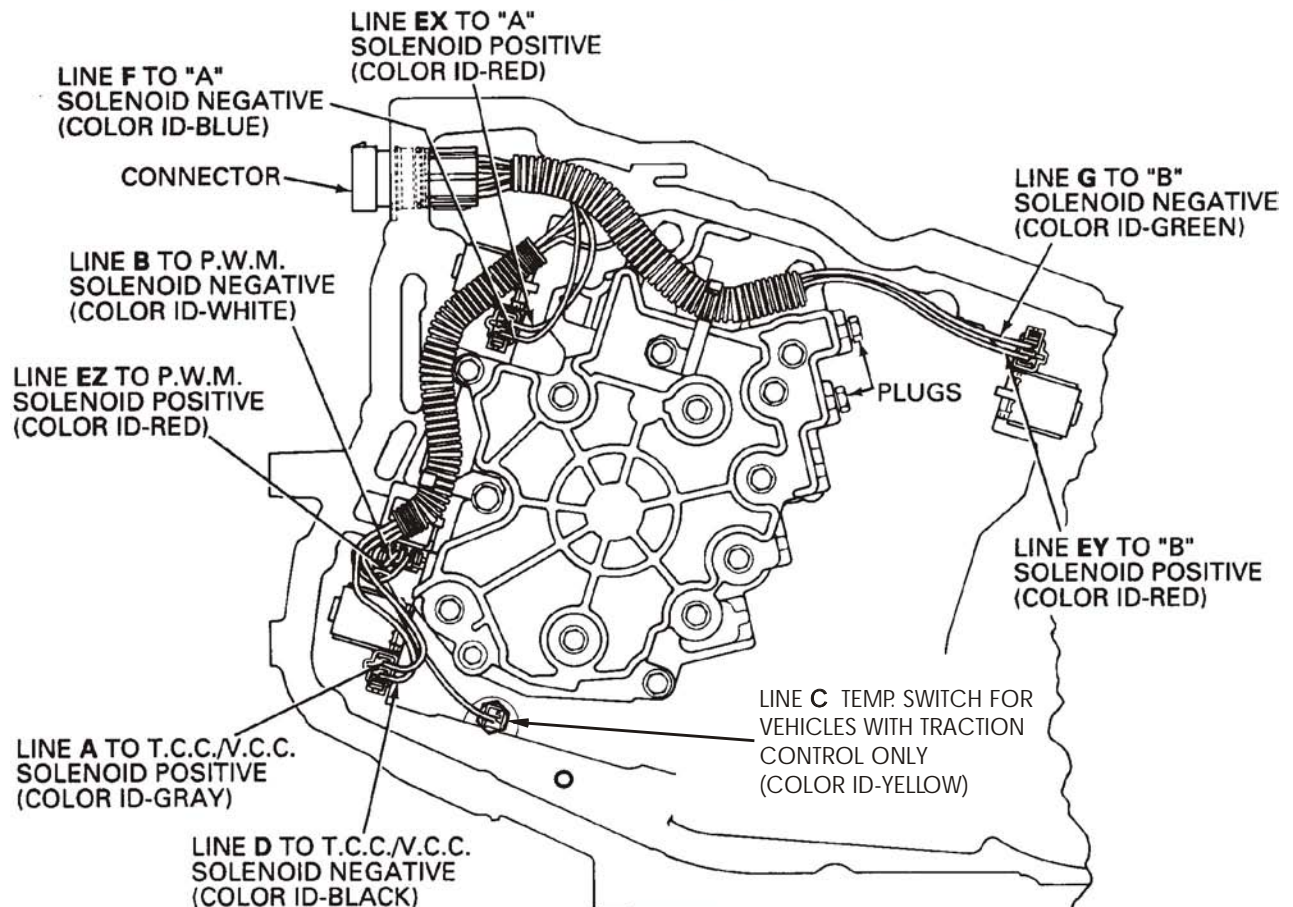 LINE EX TO "A"
SOLENOID POSITIVE
(COLOR ID-RED)
LINE F TO "A"
SOLENOID NEGATIVE
(COLOR ID-BLUE)
CONNECTOR
LINE G TO "B"
SOLENOID NEGATIVE
(COLOR ID-GREEN)
LINE B TO P.W.M.
SOLENOID NEGATIVE
(COLOR ID-WHITE)
LINE EZ TO P.W.M.
SOLENOID POSITIVE
(COLOR ID-RED)
PLUGS
LINE EY TO "B"
SOLENOID POSITIVE
(COLOR ID-RED)
LINE C TEMP. SWITCH FOR
VEHICLES WITH TRACTION
CONTROL ONLY
(COLOR ID-YELLOW)
LINE A TO T.C.C./V.C.C.
SOLENOID POSITIVE
(COLOR ID-GRAY)
LINE D TO T.C.C./V.C.C.
SOLENOID NEGATIVE
(COLOR ID-BLACK)